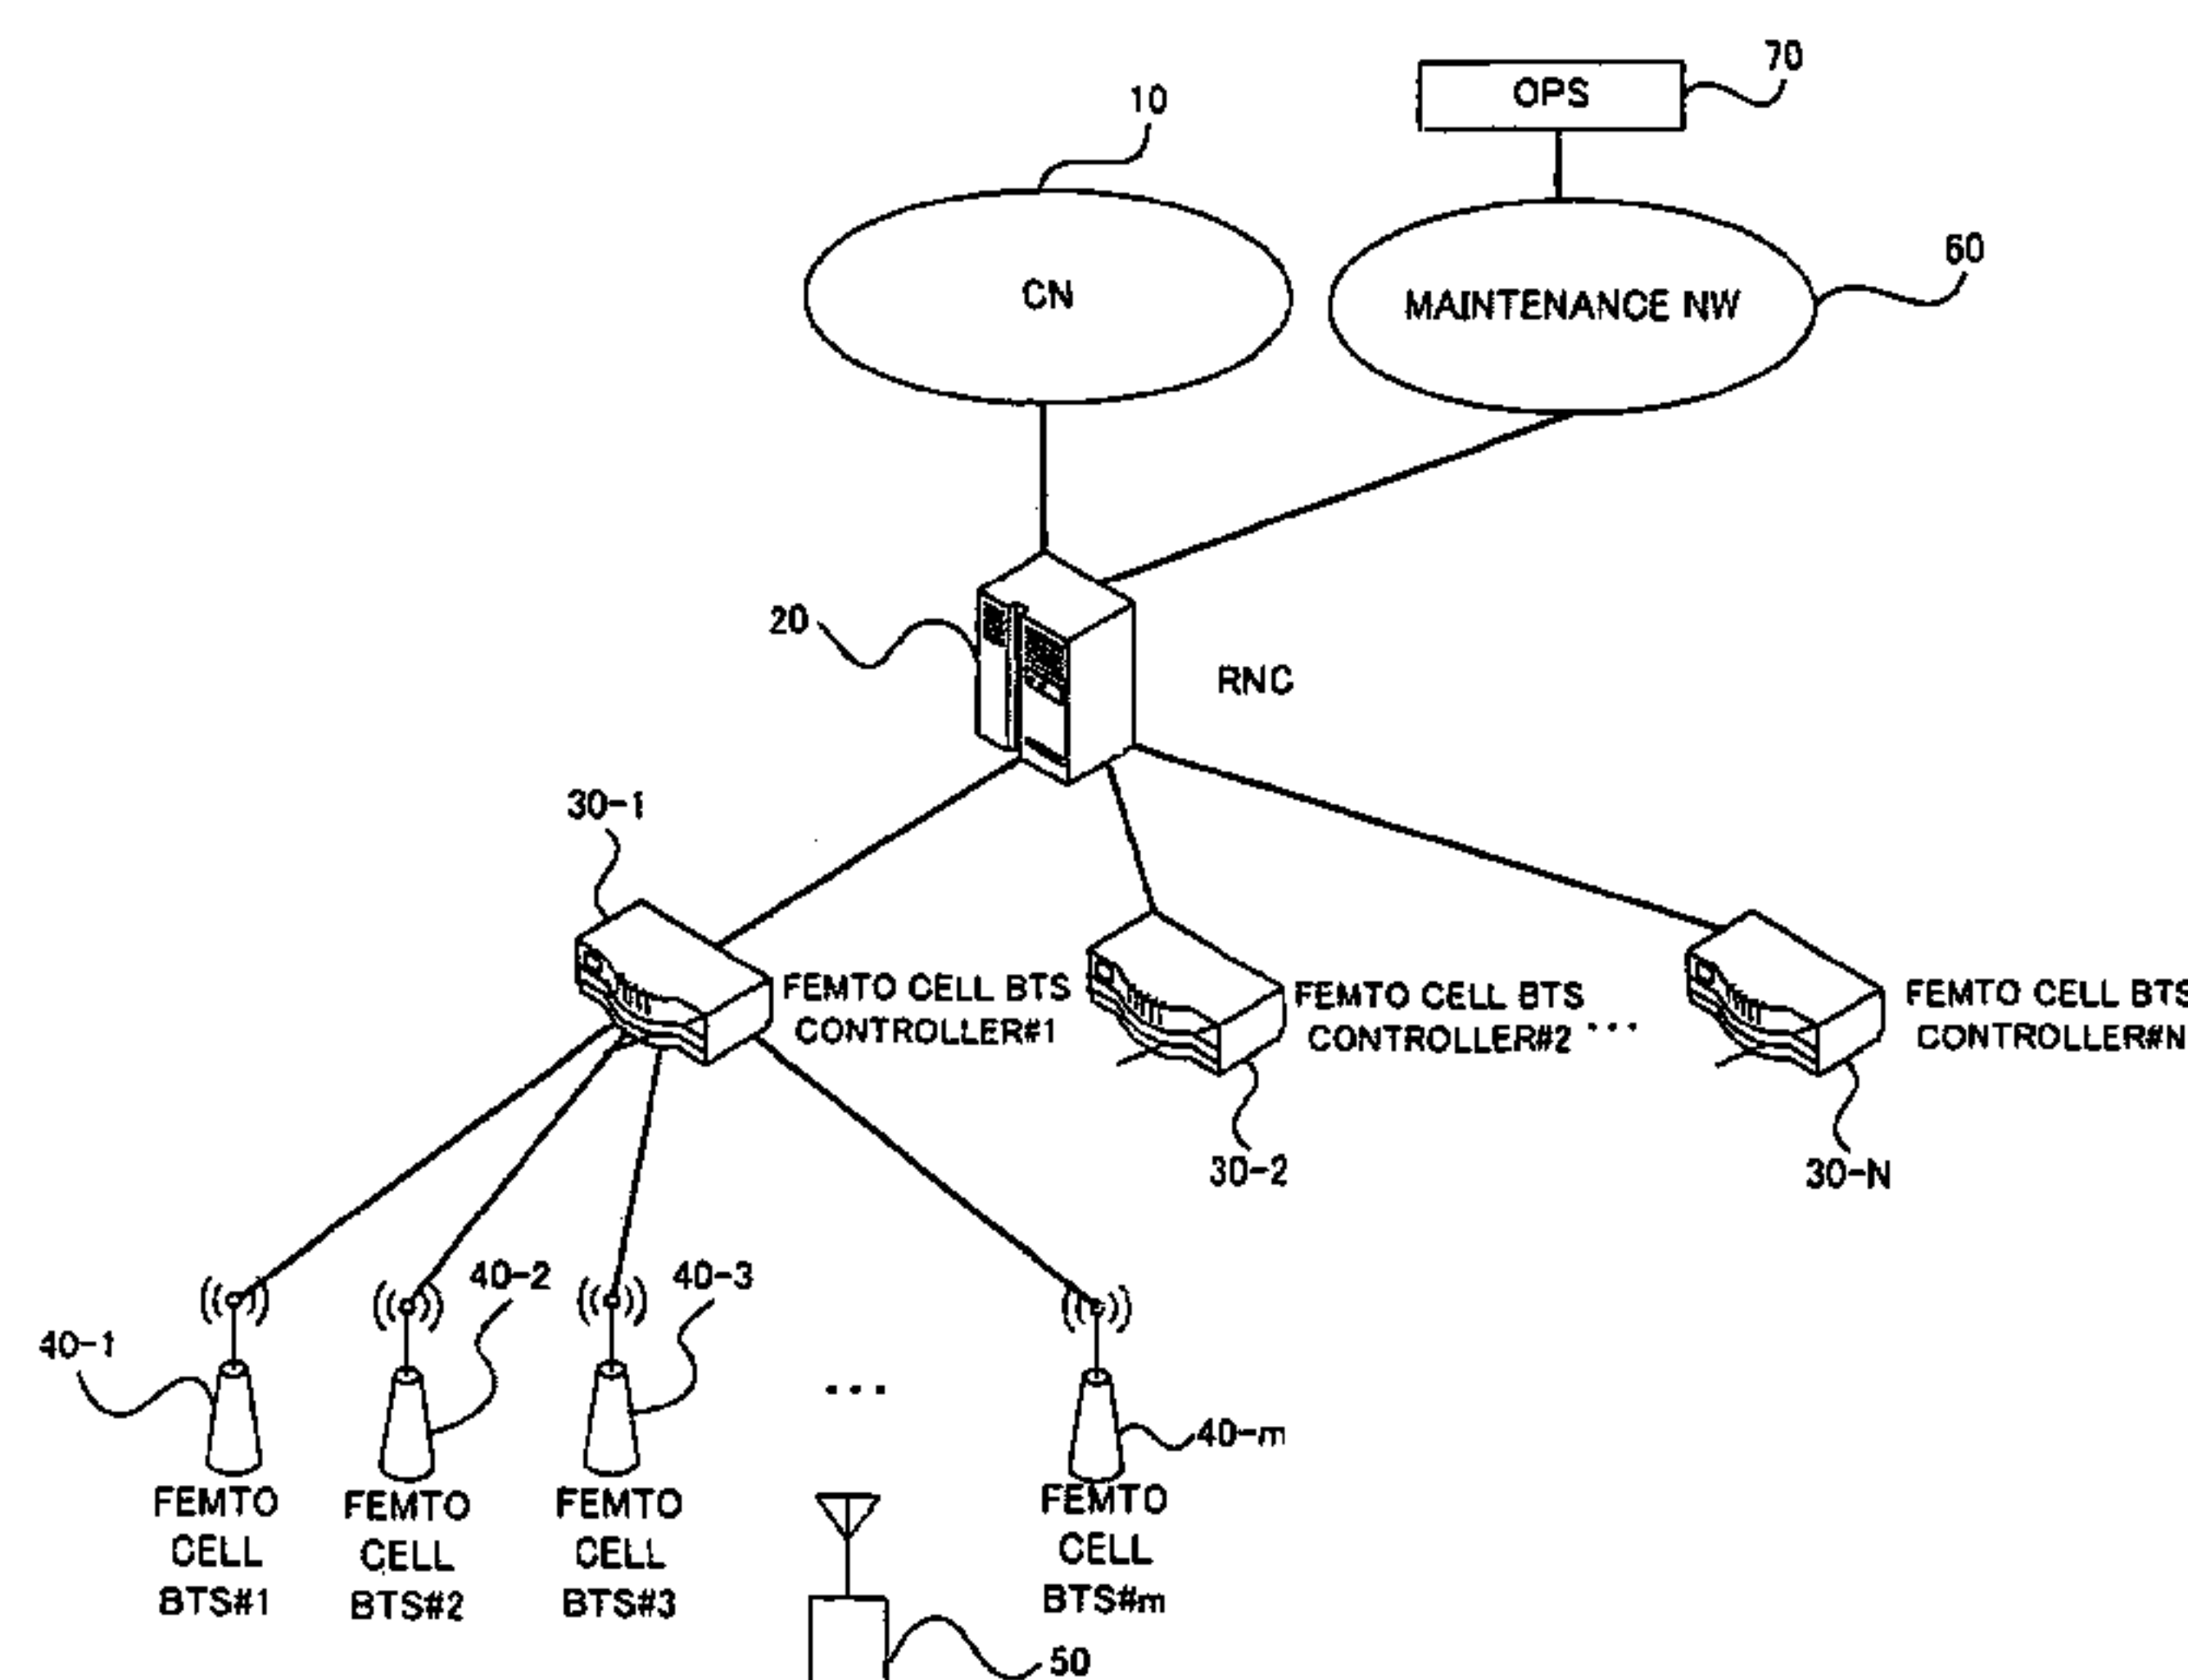 70
OPS
10
60
CN
MAINTENANCE NW
20
RNC
30-1
FEMTO CELL BTS
CONTROLLER#1
FEMTO CELL BTS
CONTROLLER#2
...
FEMTO CELL BTS
CONTROLLER#N
30-2
30-N
40-1
40-2
40-3
...
40-m
FEMTO
CELL
BTS#1
FEMTO
CELL
BTS#2
FEMTO
CELL
BTS#3
FEMTO
CELL
BTS#m
50